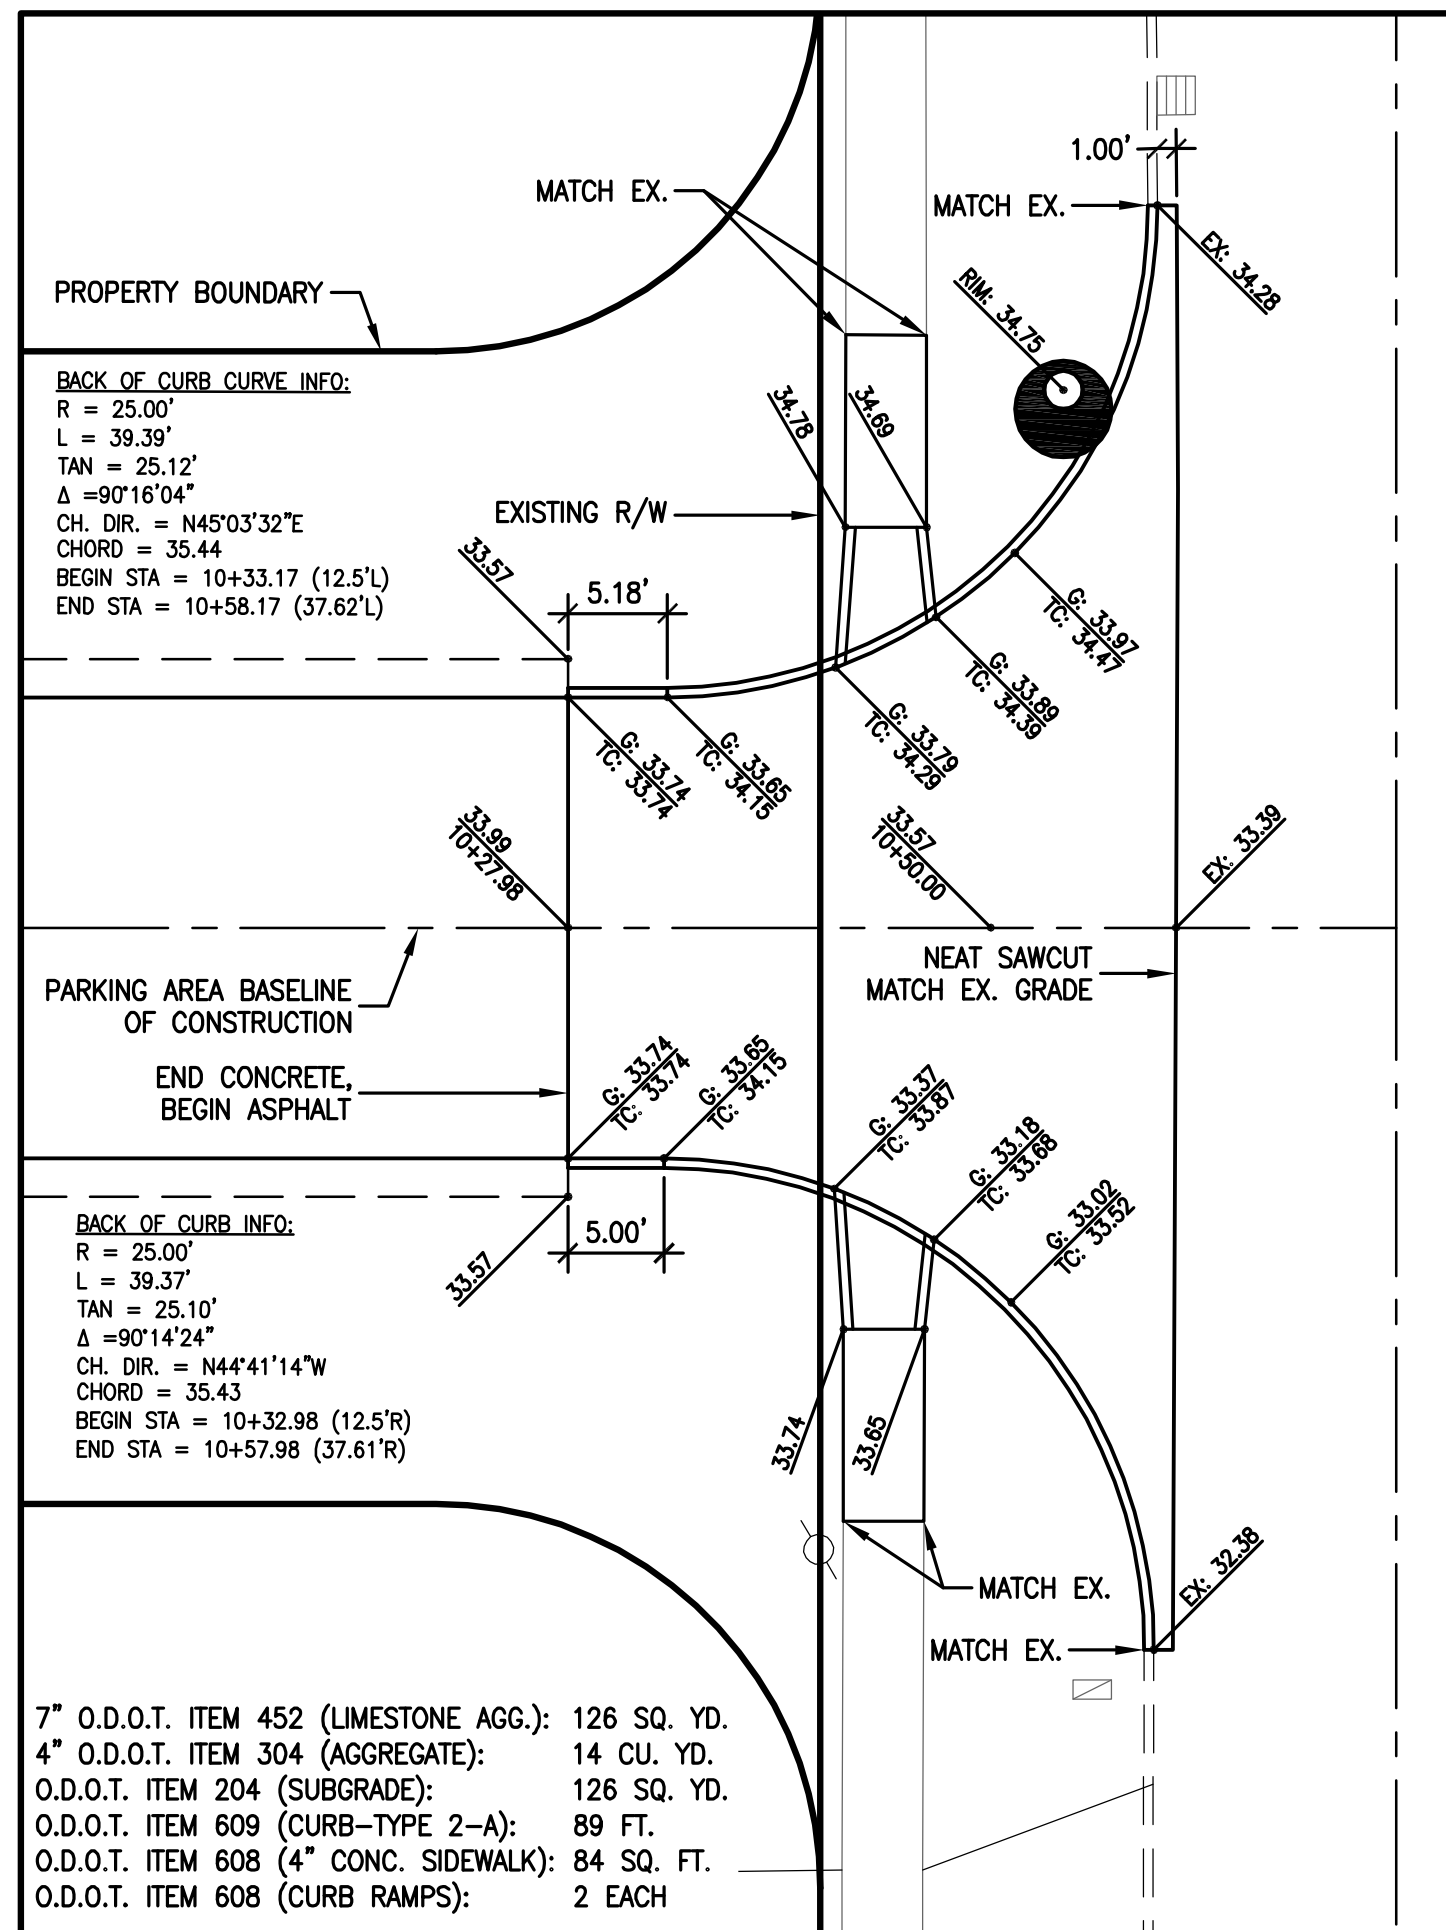 1.00'
MATCH EX.
MATCH EX.
EX: 34.28
RIM: 34.75
PROPERTY BOUNDARY
BACK OF CURB CURVE INFO:
R = 25.00'
L = 39.39'
TAN = 25.12'
Δ =90°16'04"
CH. DIR. = N45°03'32"E
CHORD = 35.44
BEGIN STA = 10+33.17 (12.5'L)
END STA = 10+58.17 (37.62'L)
34.78
34.69
EXISTING R/W
33.57
5.18'
G: 33.97
TC: 34.47
G: 33.89
TC: 34.39
G: 33.79
TC: 34.29
G: 33.74
TC: 33.74
G: 33.65
TC: 34.15
33.99
10+27.98
33.57
10+50.00
EX: 33.39
NEAT SAWCUT
MATCH EX. GRADE
PARKING AREA BASELINE
OF CONSTRUCTION
END CONCRETE,
BEGIN ASPHALT
G: 33.74
TC: 33.74
G: 33.65
TC: 34.15
G: 33.37
TC: 33.87
G: 33.18
TC: 33.68
G: 33.02
TC: 33.52
BACK OF CURB INFO:
R = 25.00'
L = 39.37'
TAN = 25.10'
Δ =90°14'24"
CH. DIR. = N44°41'14"W
CHORD = 35.43
BEGIN STA = 10+32.98 (12.5'R)
END STA = 10+57.98 (37.61'R)
5.00'
33.57
33.74
33.65
MATCH EX.
EX: 32.38
MATCH EX.
7" O.D.O.T. ITEM 452 (LIMESTONE AGG.): 126 SQ. YD.
4" O.D.O.T. ITEM 304 (AGGREGATE): 14 CU. YD.
O.D.O.T. ITEM 204 (SUBGRADE): 126 SQ. YD.
O.D.O.T. ITEM 609 (CURB-TYPE 2-A): 89 FT.
O.D.O.T. ITEM 608 (4" CONC. SIDEWALK): 84 SQ. FT.
O.D.O.T. ITEM 608 (CURB RAMPS): 2 EACH